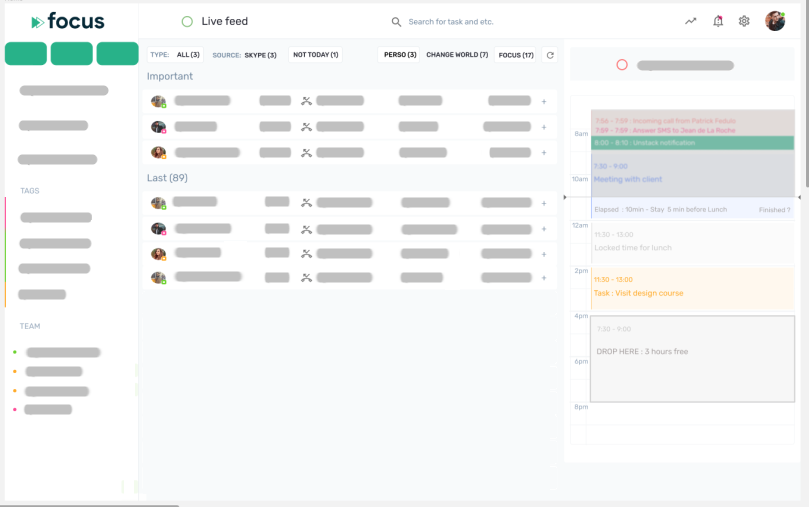 focus
Live feed
Search for task and etc.
TYPE: ALL (3) SOURCE: SKYPE (3) NOT TODAY (1) PERSO (3) CHANGE WORLD (7) FOCUS (17)
Important
Last (89)
TAGS
TEAM
8am
10am
12am
2pm
4pm
6pm
8pm
7:56 - 7:59 : Incoming call from Patrick Fedulo
7:59 - 7:59 : Answer SMS to Jean de La Roche
8:00 - 8:10 : Unstack notification
7:30 - 9:00
Meeting with client
Elapsed : 10min - Stay 5 min before Lunch Finished ?
11:30 - 13:00
Locked time for lunch
11:30 - 13:00
Task : Visit design course
7:30 - 9:00
DROP HERE : 3 hours free